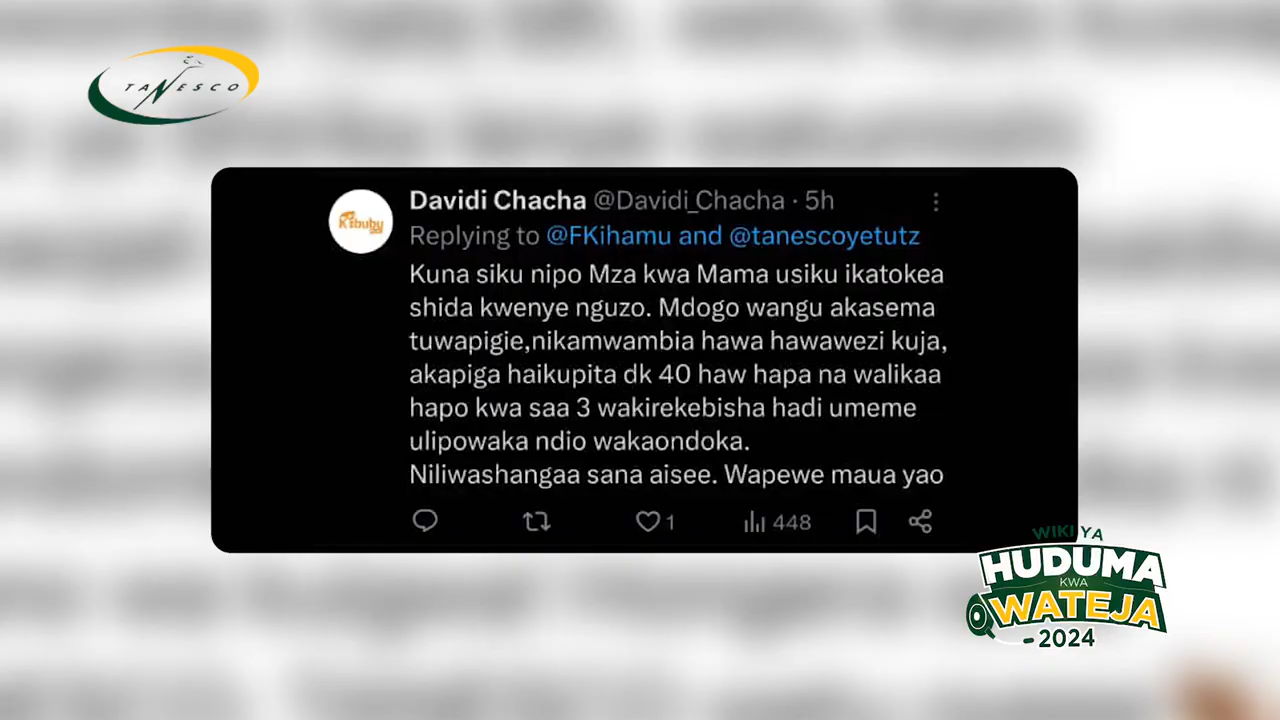 TANESCO
Davidi Chacha @Davidi_Chacha · 5h
Replying to @FKihamu and @tanescoyetutz
Kuna siku nipo Mza kwa Mama usiku ikatokea
shida kwenye nguzo. Mdogo wangu akasema
tuwapigie,nikamwambia hawa hawawezi kuja,
akapiga haikupita dk 40 haw hapa na walikaa
hapo kwa saa 3 wakirekebisha hadi umeme
ulipowaka ndio wakaondoka.
Niliwashangaa sana aisee. Wapewe maua yao
1 448
WIKI YA
HUDUMA
KWA
WATEJA
-2024